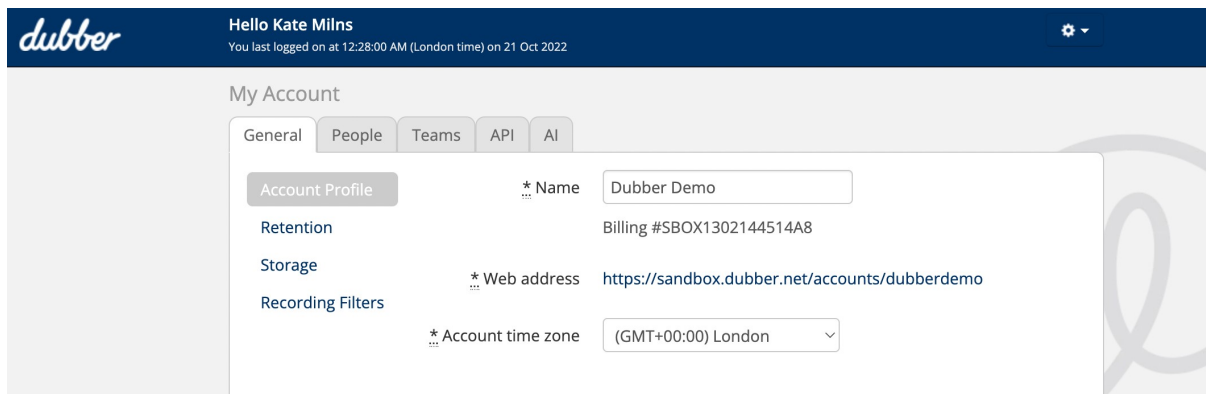 dubber
Hello Kate Milns
You last logged on at 12:28:00 AM (London time) on 21 Oct 2022
My Account
General People Teams API AI
Account Profile
* Name Dubber Demo
Retention
Billing #SBOX1302144514A8
Storage
* Web address https://sandbox.dubber.net/accounts/dubberdemo
Recording Filters
* Account time zone (GMT+00:00) London